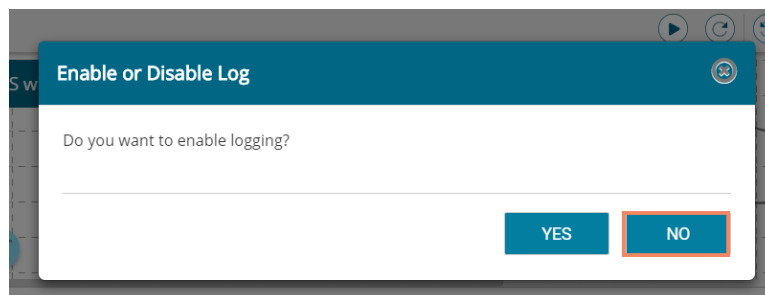 S w
Enable or Disable Log
Do you want to enable logging?
YES
NO